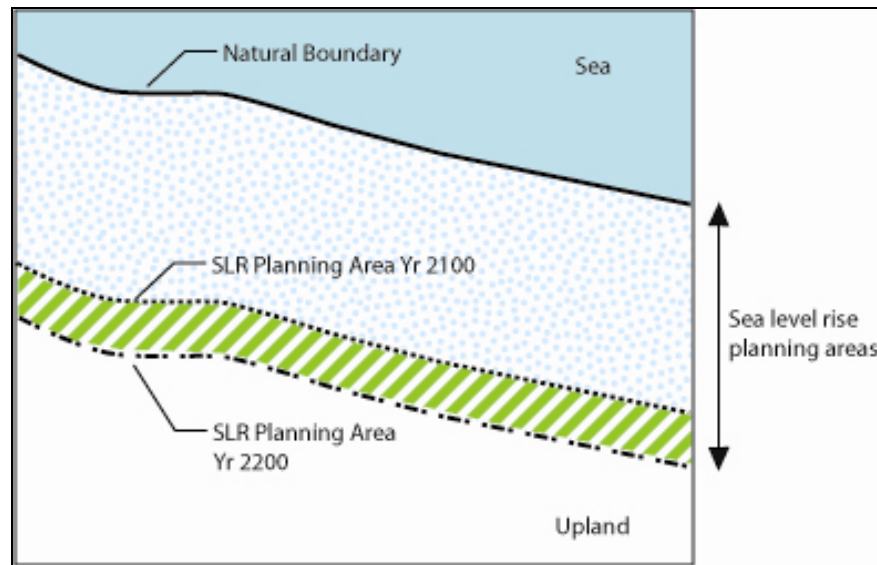 Natural Boundary
Sea
SLR Planning Area Yr 2100
Sea level rise
planning areas
SLR Planning Area
Yr 2200
Upland